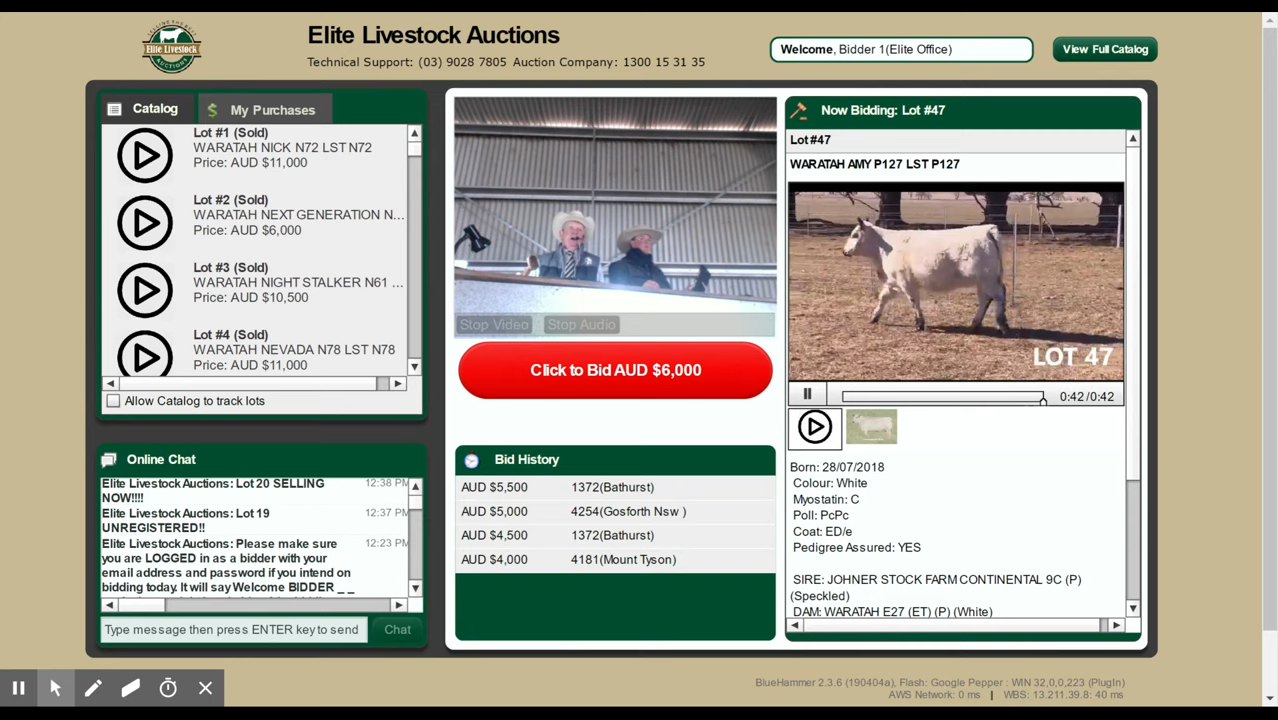 Elite Livestock
AUCTIONS
Elite Livestock Auctions
Technical Support: (03) 9028 7805 Auction Company: 1300 15 31 35
Welcome, Bidder 1(Elite Office)
View Full Catalog
Catalog
My Purchases
Lot #1 (Sold)
WARATAH NICK N72 LST N72
Price: AUD $11,000
Lot #2 (Sold)
WARATAH NEXT GENERATION N...
Price: AUD $6,000
Lot #3 (Sold)
WARATAH NIGHT STALKER N61 ...
Price: AUD $10,500
Lot #4 (Sold)
WARATAH NEVADA N78 LST N78
Price: AUD $11,000
Allow Catalog to track lots
Online Chat
Elite Livestock Auctions: Lot 20 SELLING 12:38 PM
NOW!!!!
Elite Livestock Auctions: Lot 19 12:37 PM
UNREGISTERED!!
Elite Livestock Auctions: Please make sure 12:23 PM
you are LOGGED in as a bidder with your
email address and password if you intend on
bidding today. It will say Welcome BIDDER _ _
Type message then press ENTER key to send
Chat
Stop Video
Stop Audio
Click to Bid AUD $6,000
Bid History
AUD $5,500 1372(Bathurst)
AUD $5,000 4254(Gosforth Nsw )
AUD $4,500 1372(Bathurst)
AUD $4,000 4181(Mount Tyson)
Now Bidding: Lot #47
Lot #47
WARATAH AMY P127 LST P127
LOT 47
0:42/0:42
Born: 28/07/2018
Colour: White
Myostatin: C
Poll: PcPc
Coat: ED/e
Pedigree Assured: YES
SIRE: JOHNER STOCK FARM CONTINENTAL 9C (P)
(Speckled)
DAM: WARATAH E27 (ET) (P) (White)
BlueHammer 2.3.6 (190404a), Flash: Google Pepper : WIN 32,0,0,223 (PlugIn)
AWS Network: 0 ms | WBS: 13.211.39.8: 40 ms